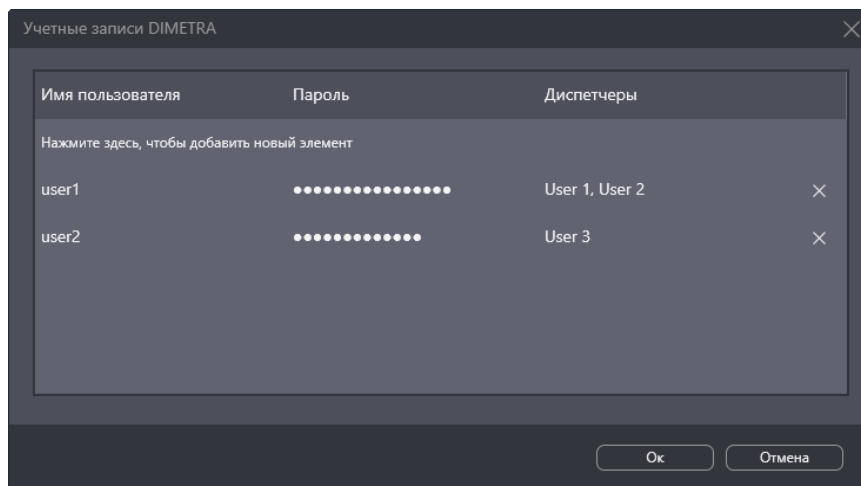 Учетные записи DIMETRA
Имя пользователя Пароль Диспетчеры
Нажмите здесь, чтобы добавить новый элемент
user1 •••••••••••••••• User 1, User 2
user2 ••••••••••••• User 3
Ок Отмена